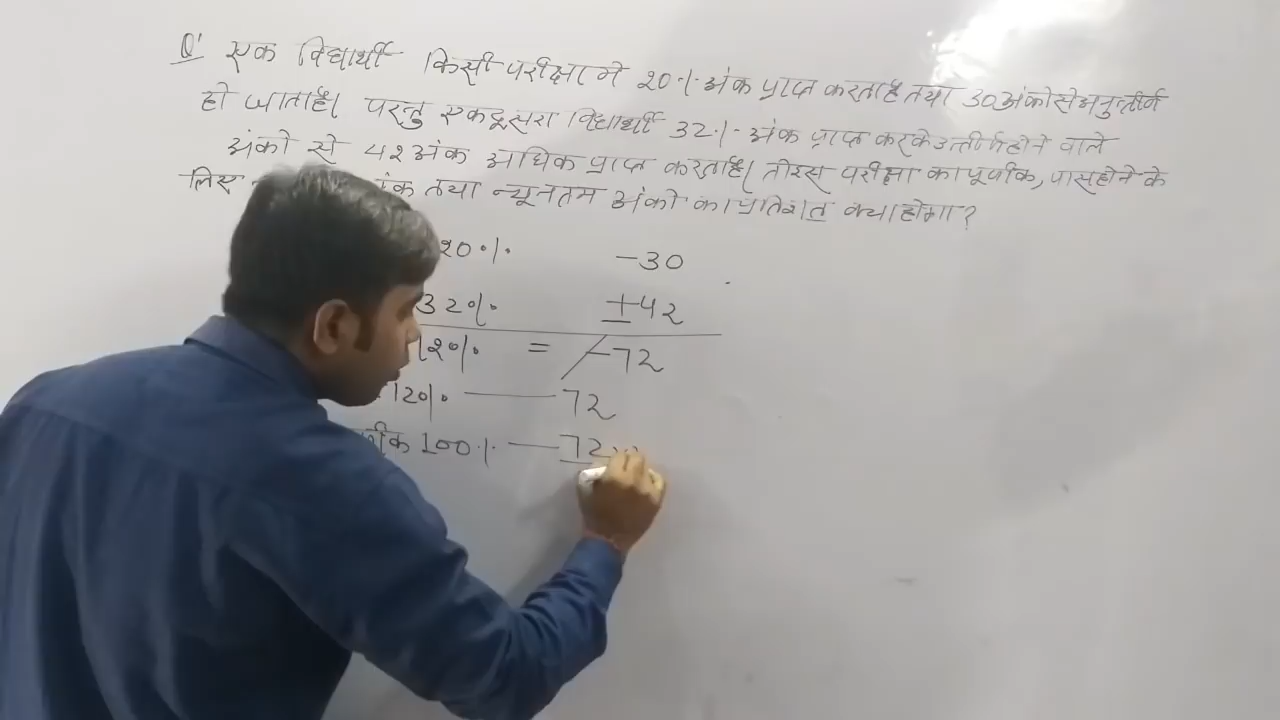 Q' एक विद्यार्थी किसी परीक्षा मे 20% अंक प्राप्त करता है तथा 30 अंको से अनुत्तीर्ण
हो जाता है। परन्तु एक दूसरा विद्यार्थी 32% अंक प्राप्त करके उत्तीर्ण होने वाले
अंको से 42 अंक अधिक प्राप्त करता है। तो इस परीक्षा का पूर्णांक, पास होने के
लिए तथा न्यूनतम अंको का प्रतिशत क्या होगा?
20% -30
32% ±42
12% = -72
12% — 72
100% — 72